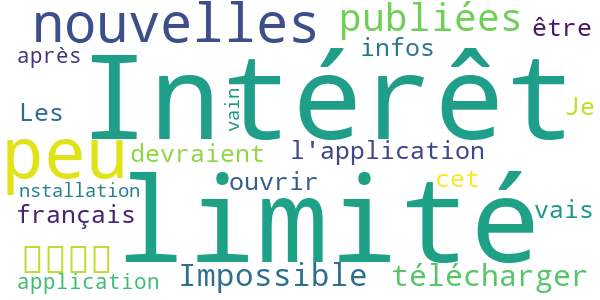 nouvelles publiées être
après infos
Intérêt
Les vain Je
peu devraient l'application
nstallation ouvrir cet
limité
français vais
application Impossible télécharger